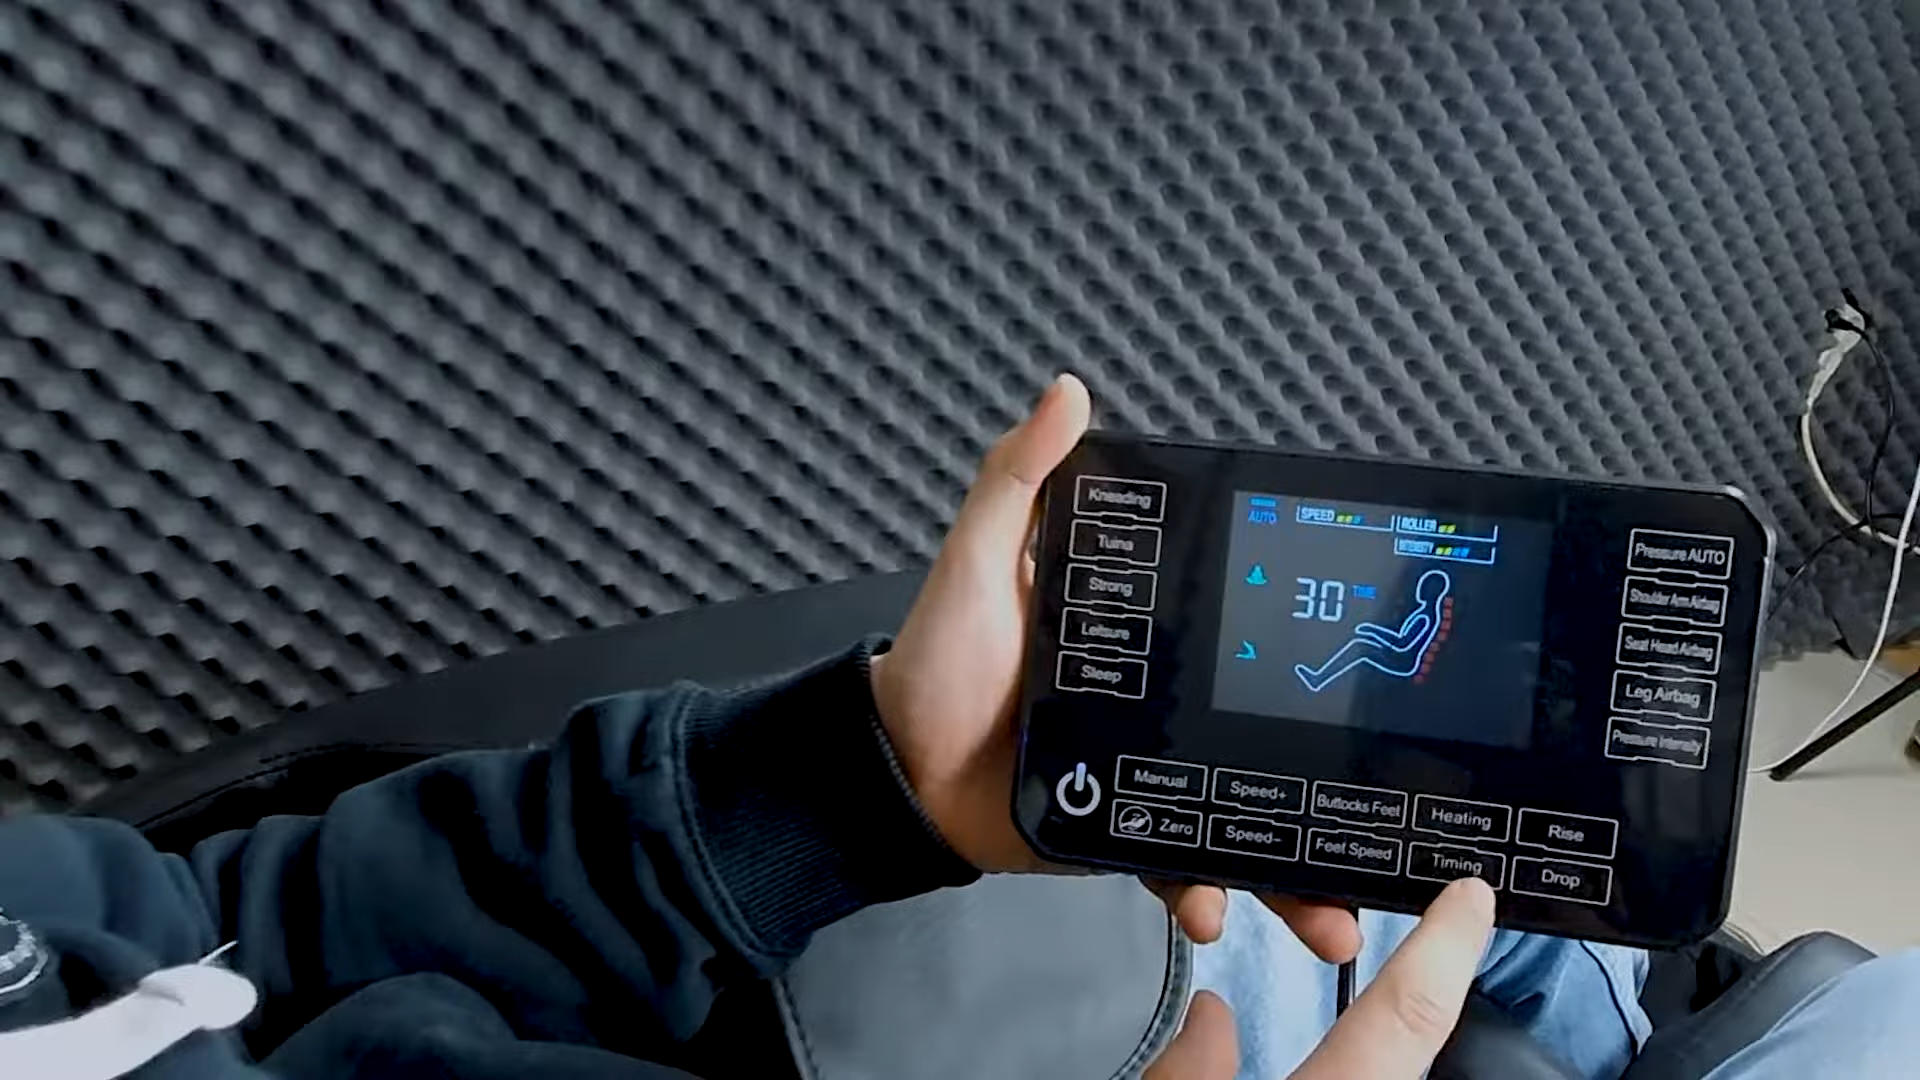 Kneading
Tuina
Strong
Leisure
Sleep
AUTO
SPEED
ROLLER
INTENSITY
30 TIME
Pressure AUTO
Shoulder Arm Airbag
Seat Head Airbag
Leg Airbag
Pressure Intensity
Manual
Speed+
Buttocks Feet
Heating
Rise
Zero
Speed-
Feet Speed
Timing
Drop